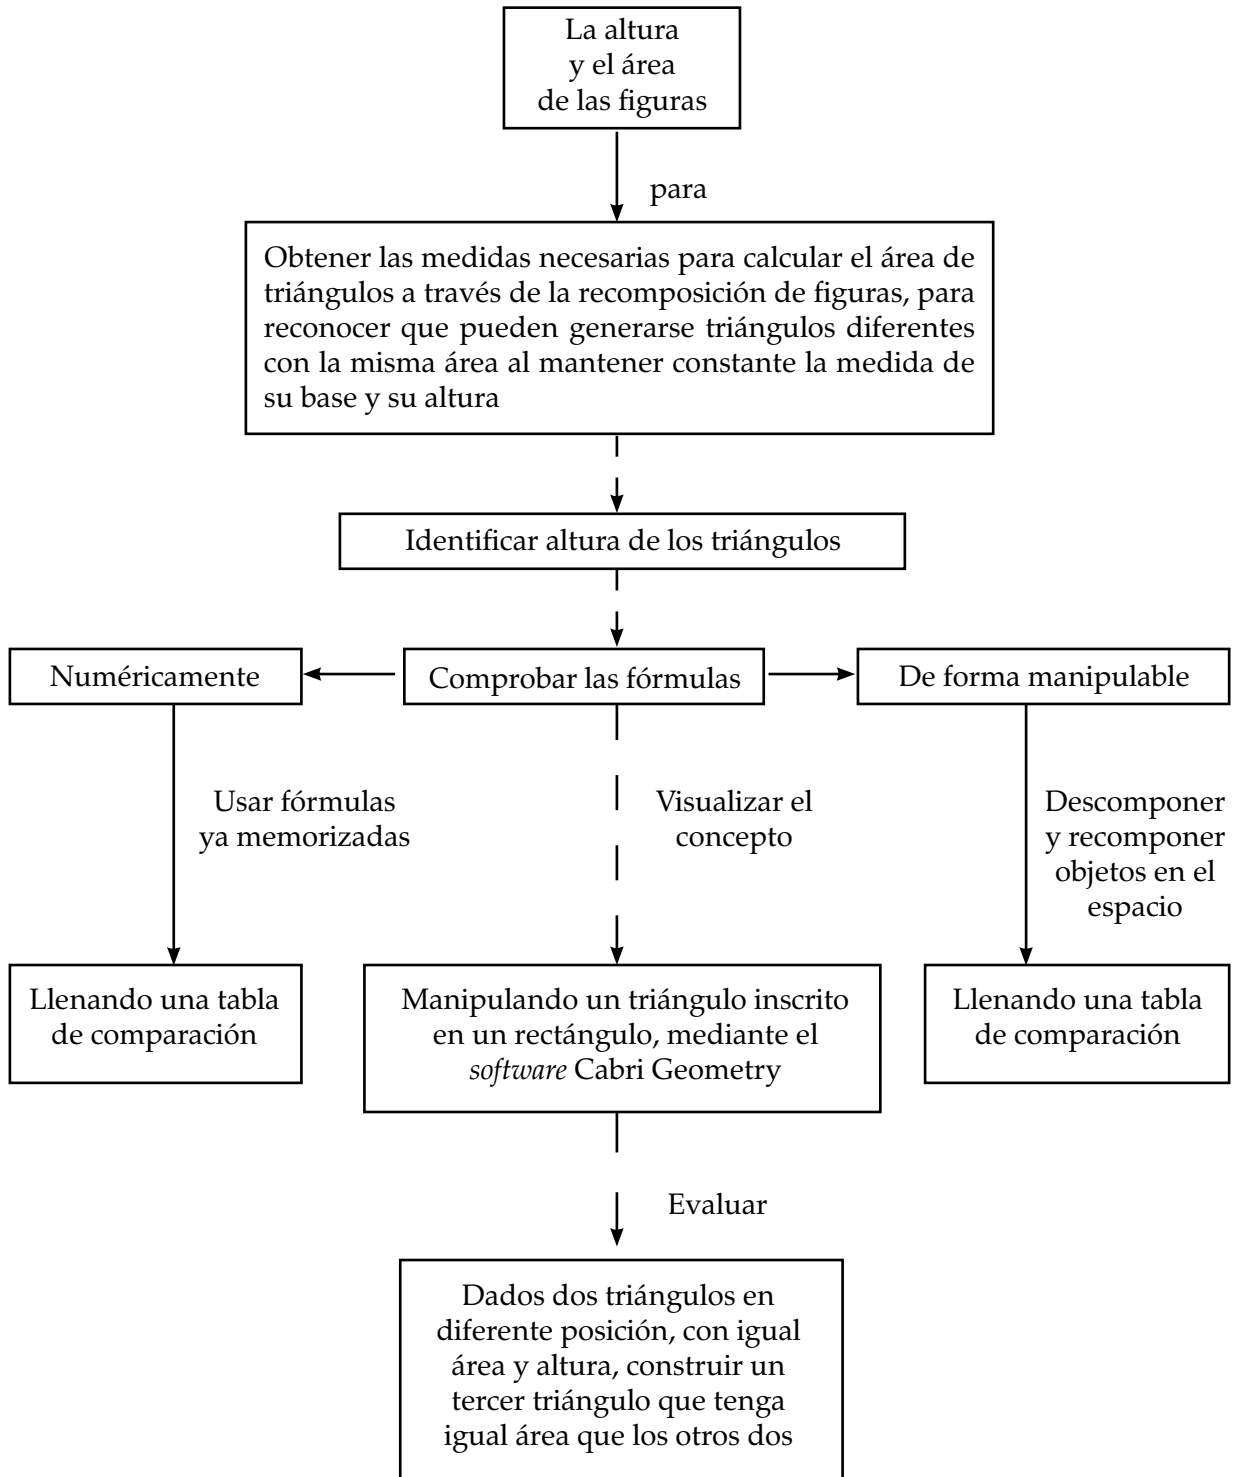 La altura
y el área
de las figuras
para
Obtener las medidas necesarias para calcular el área de
triángulos a través de la recomposición de figuras, para
reconocer que pueden generarse triángulos diferentes
con la misma área al mantener constante la medida de
su base y su altura
Identificar altura de los triángulos
Numéricamente
Comprobar las fórmulas
De forma manipulable
Usar fórmulas
ya memorizadas
Visualizar el
concepto
Descomponer
y recomponer
objetos en el
espacio
Llenando una tabla
de comparación
Manipulando un triángulo inscrito
en un rectángulo, mediante el
software Cabri Geometry
Llenando una tabla
de comparación
Evaluar
Dados dos triángulos en
diferente posición, con igual
área y altura, construir un
tercer triángulo que tenga
igual área que los otros dos